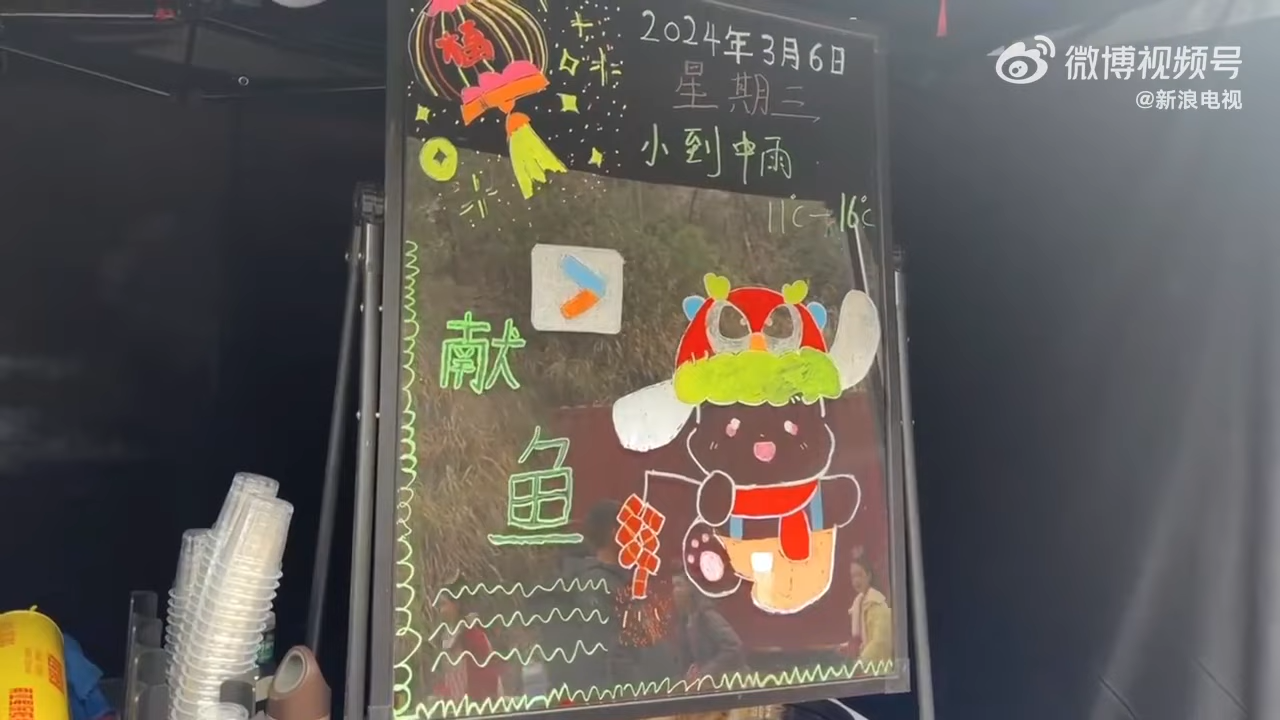 福
2024年3月6日
星期三
小到中雨
11℃-16℃
献
鱼
微博视频号
@新浪电视